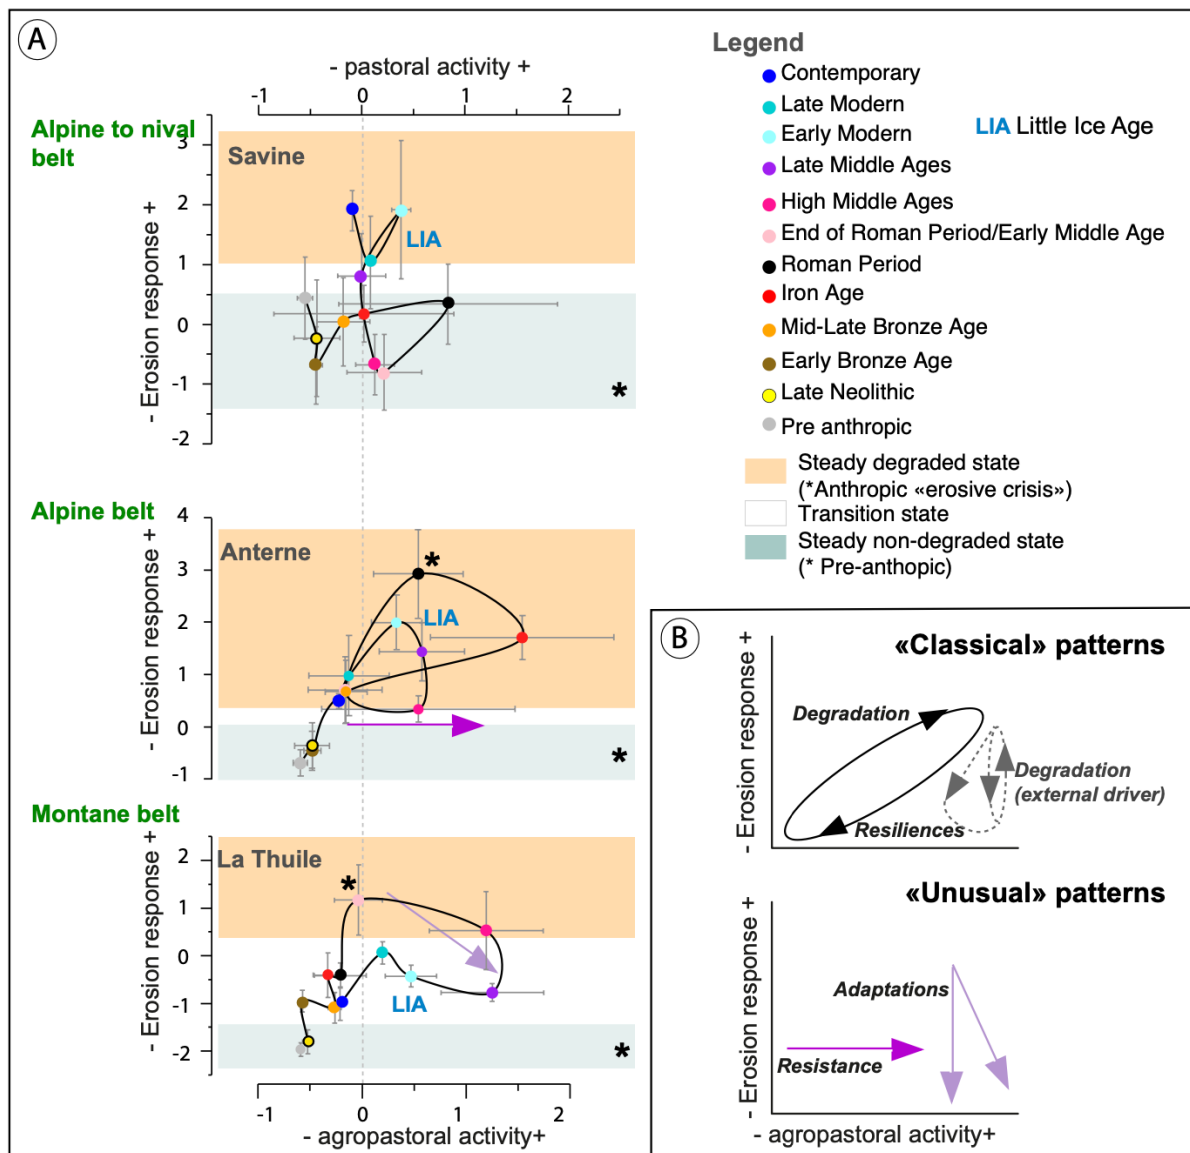 A
- pastoral activity +
-1 0 1 2
Alpine to nival
belt
- Erosion response +
3
2
1
0
-1
-2
Savine
LIA
*
Alpine belt
- Erosion response +
4
3
2
1
0
-1
Anterne
*
LIA
*
Montane belt
- Erosion response +
2
1
0
-1
-2
La Thuile
*
LIA
*
-1 0 1 2
- agropastoral activity+
Legend
Contemporary
Late Modern
Early Modern
Late Middle Ages
High Middle Ages
End of Roman Period/Early Middle Age
Roman Period
Iron Age
Mid-Late Bronze Age
Early Bronze Age
Late Neolithic
Pre anthropic
LIA Little Ice Age
Steady degraded state
(*Anthropic «erosive crisis»)
Transition state
Steady non-degraded state
(* Pre-anthopic)
B
«Classical» patterns
- Erosion response +
Degradation
Resiliences
Degradation
(external driver)
«Unusual» patterns
- Erosion response +
Adaptations
Resistance
- agropastoral activity+